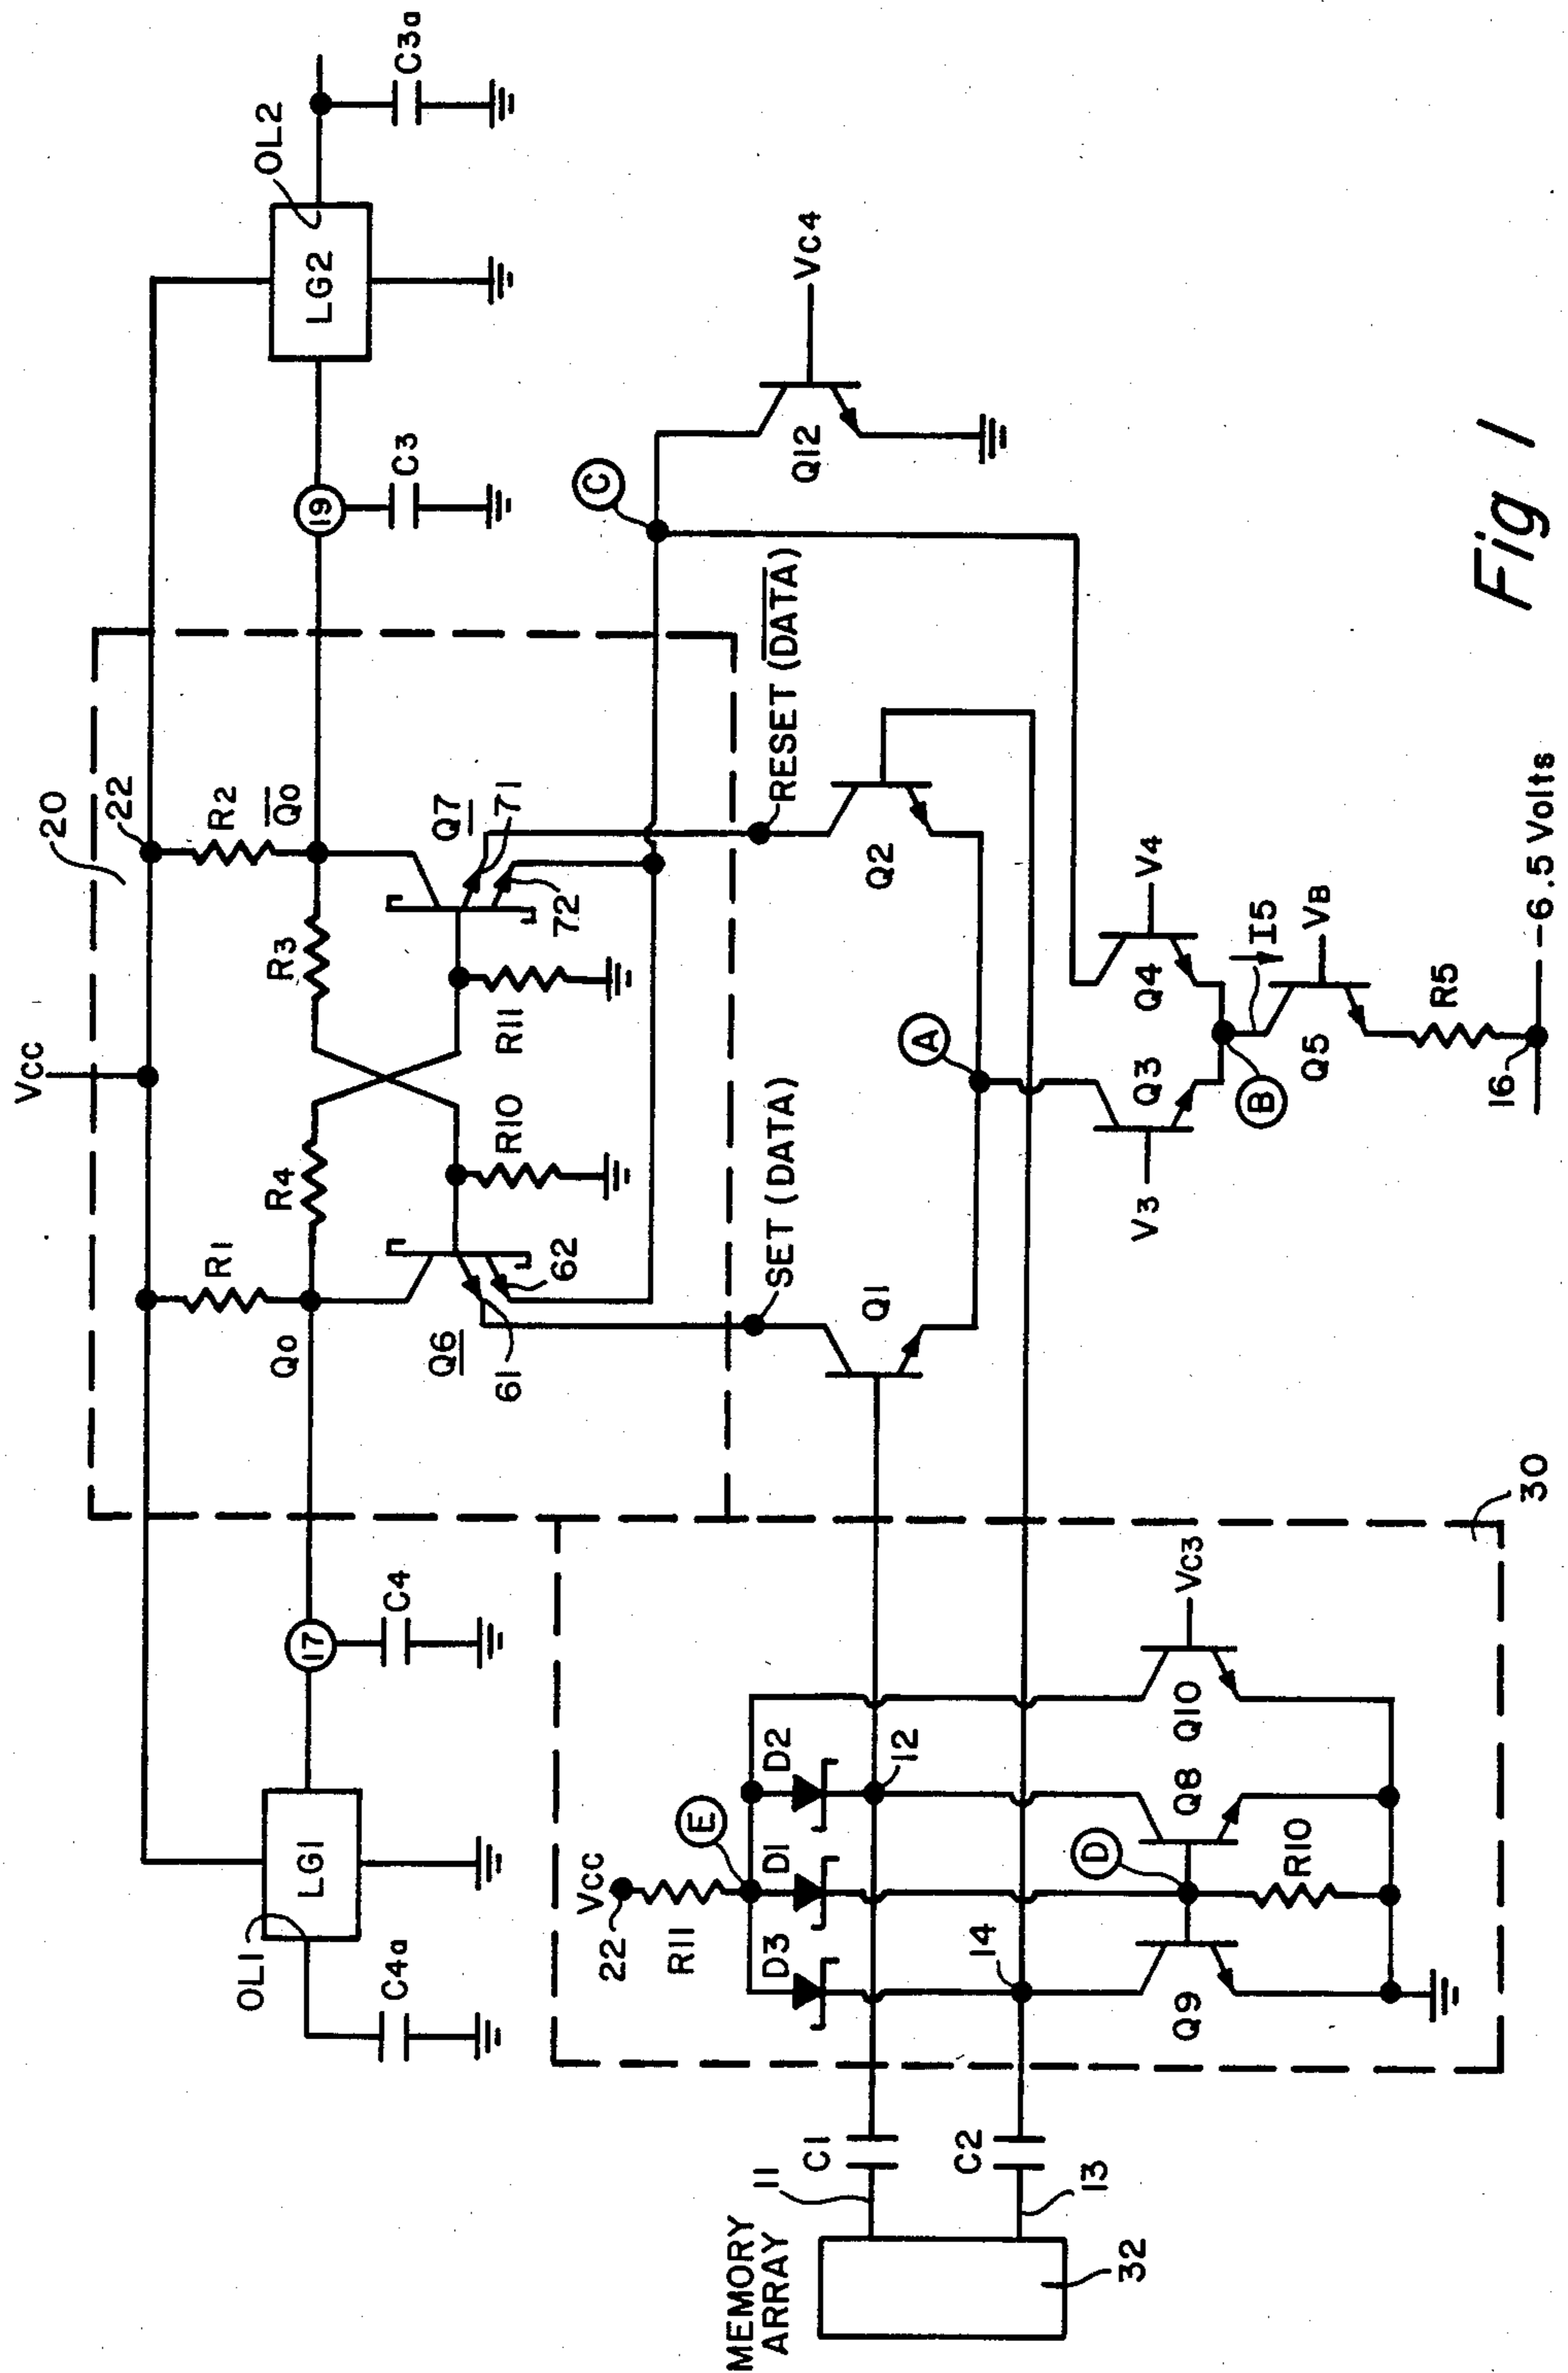 Vcc
20
22
R1
R2
Qo
Qo
R4
R3
R10
R11
Q6
61
62
Q7
71
72
17
C4
LG1
OL1
C4a
19
C3
LG2
OL2
C3a
C
Q12
Vc4
SET (DATA)
RESET (DATA)
Q1
Q2
A
V3
Q3
Q4
V4
B
I5
Q5
VB
R5
16
-6.5 Volts
30
Vcc
22
R11
E
D3
D1
D2
12
14
D
Q9
Q8
Q10
Vc3
R10
MEMORY
ARRAY
11
C1
C2
13
32
Fig 1